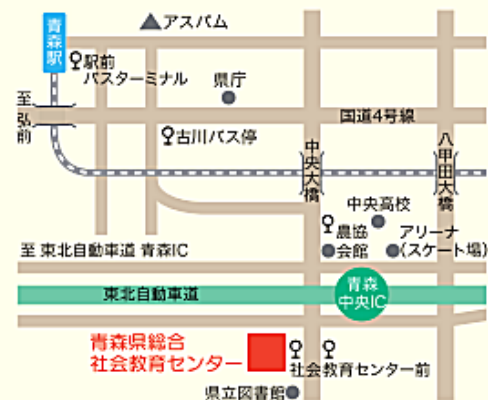 青森駅
アスパム
駅前
バスターミナル
県庁
至弘前
国道4号線
古川バス停
中央大橋
八甲田大橋
中央高校
農協
会館
アリーナ
(スケート場)
至 東北自動車道 青森IC
東北自動車道
青森
中央IC
青森県総合
社会教育センター
社会教育センター前
県立図書館